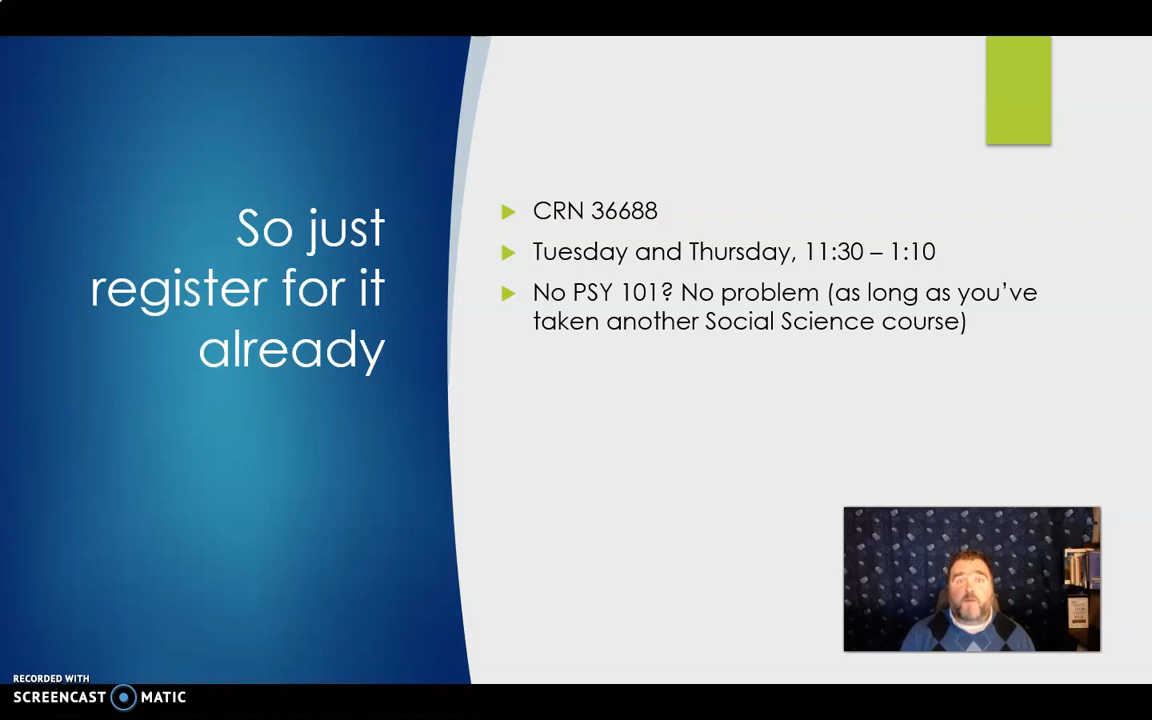 So just
register for it
already
CRN 36688
Tuesday and Thursday, 11:30 – 1:10
No PSY 101? No problem (as long as you’ve
taken another Social Science course)
RECORDED WITH
SCREENCAST MATIC